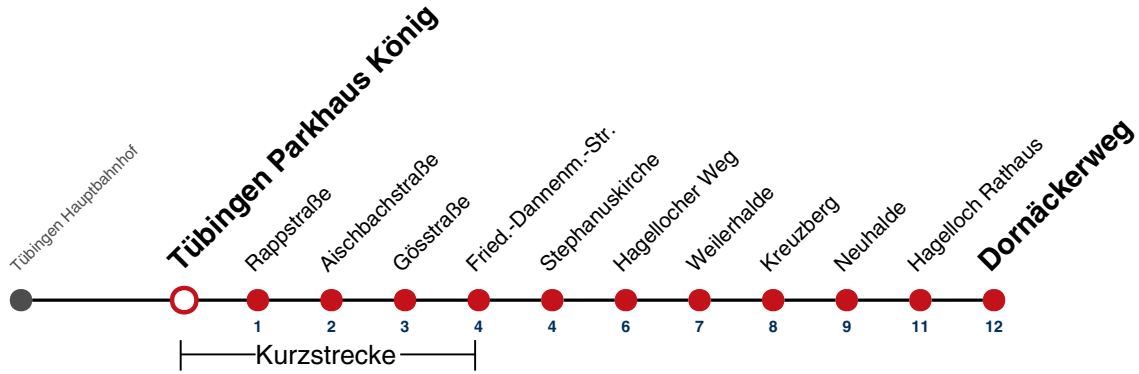 Tübingen Hauptbahnhof
Tübingen Parkhaus König
Rappstraße
Aischbachstraße
Gösstraße
Fried.-Dannenm.-Str.
Stephanuskirche
Hagellocher Weg
Weilerhalde
Kreuzberg
Neuhalde
Hagelloch Rathaus
Dornäckerweg
1 2 3 4 4 6 7 8 9 11 12
Kurzstrecke